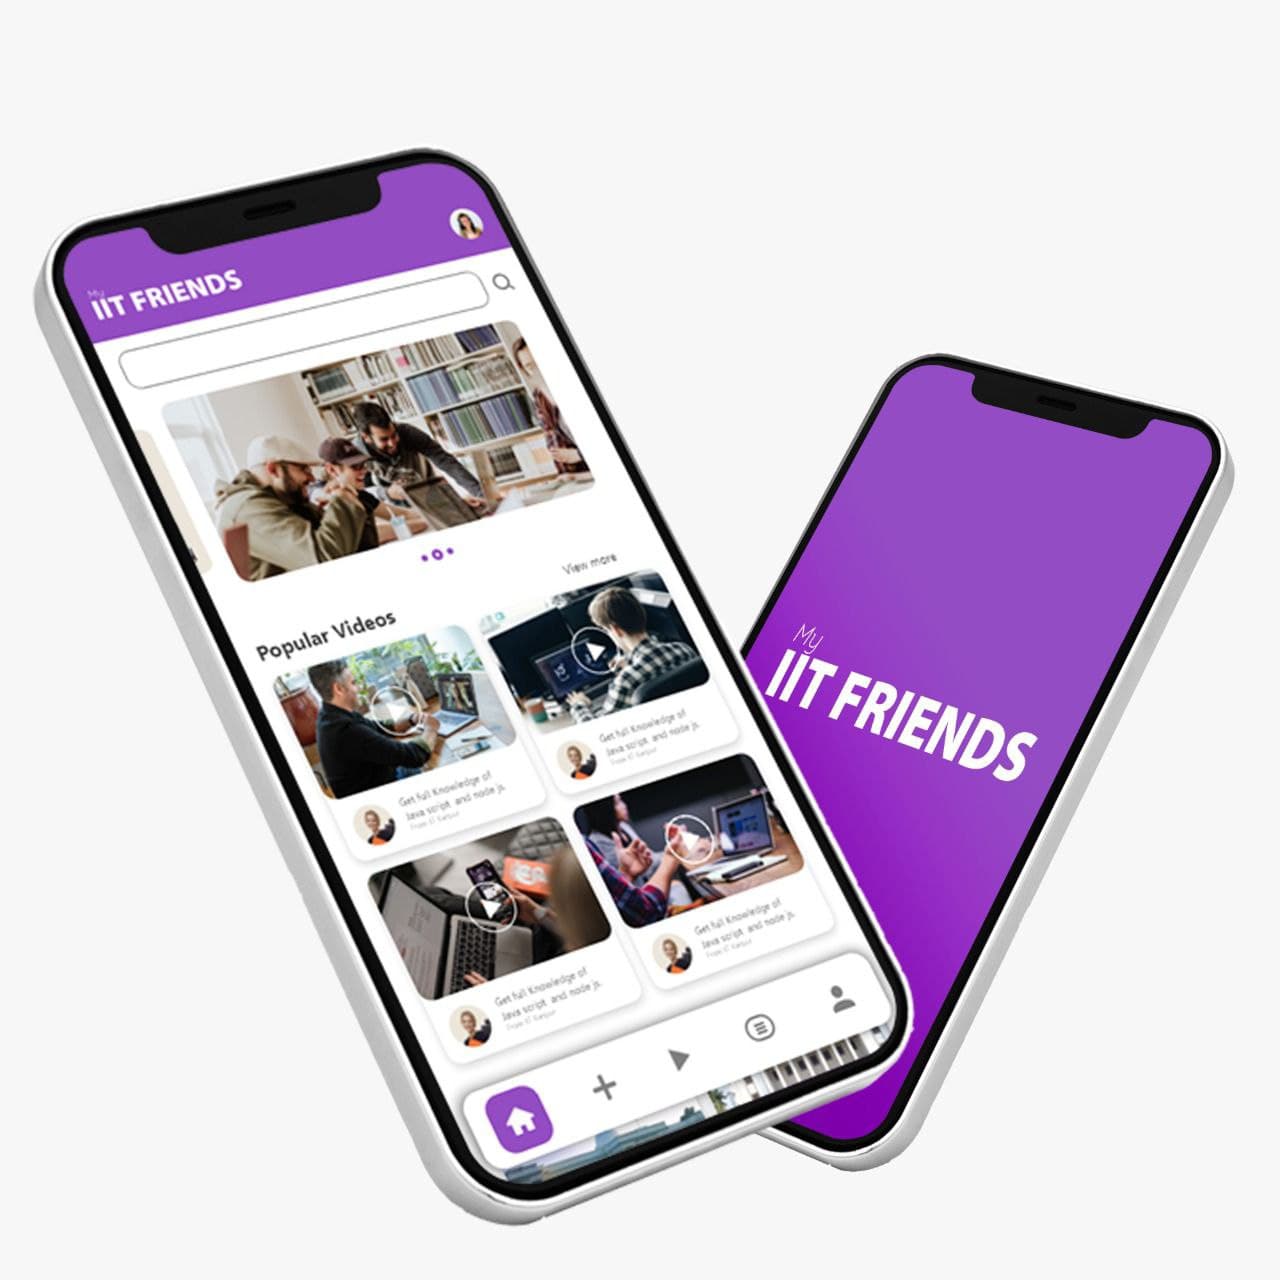 My
IIT FRIENDS
View more
Popular Videos
Get full Knowledge of
Java script and node js.
From IIT Kanpur
Get full Knowledge of
Java script and node js.
From IIT Kanpur
Get full Knowledge of
Java script and node js.
From IIT Kanpur
Get full Knowledge of
Java script and node js.
From IIT Kanpur
My
IIT FRIENDS